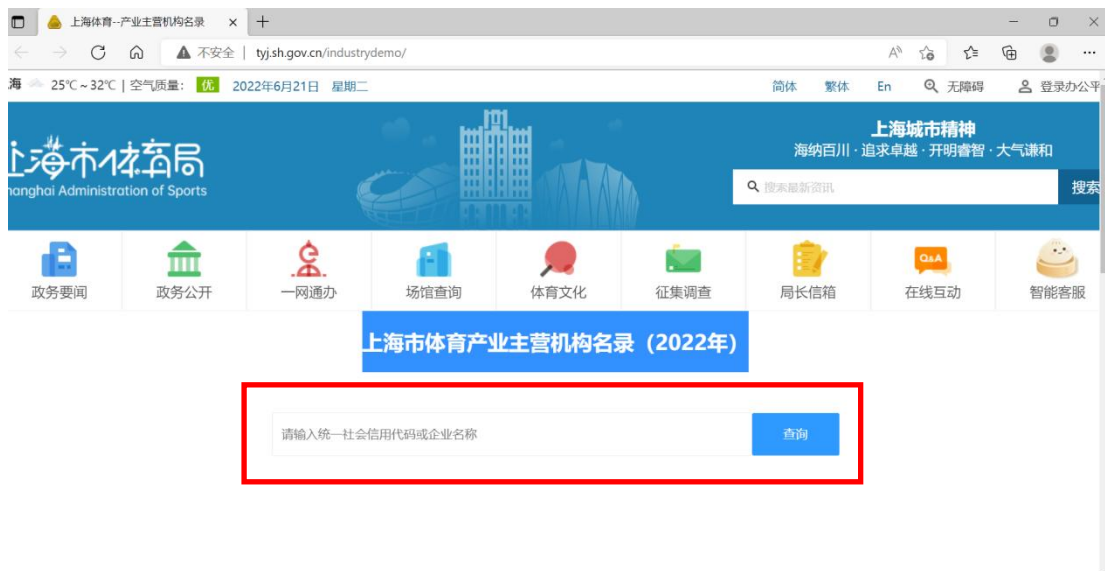 上海体育--产业主营机构名录
不安全 | tyj.sh.gov.cn/industrydemo/
海 25℃~32℃ | 空气质量: 优 2022年6月21日 星期二 简体 繁体 En 无障碍 登录办公平
上海市体育局
hanghai Administration of Sports
上海城市精神
海纳百川 · 追求卓越 · 开明睿智 · 大气谦和
搜索最新资讯 搜索
政务要闻 政务公开 一网通办 场馆查询 体育文化 征集调查 局长信箱 Q&A 在线互动 智能客服
上海市体育产业主营机构名录（2022年）
请输入统一社会信用代码或企业名称 查询